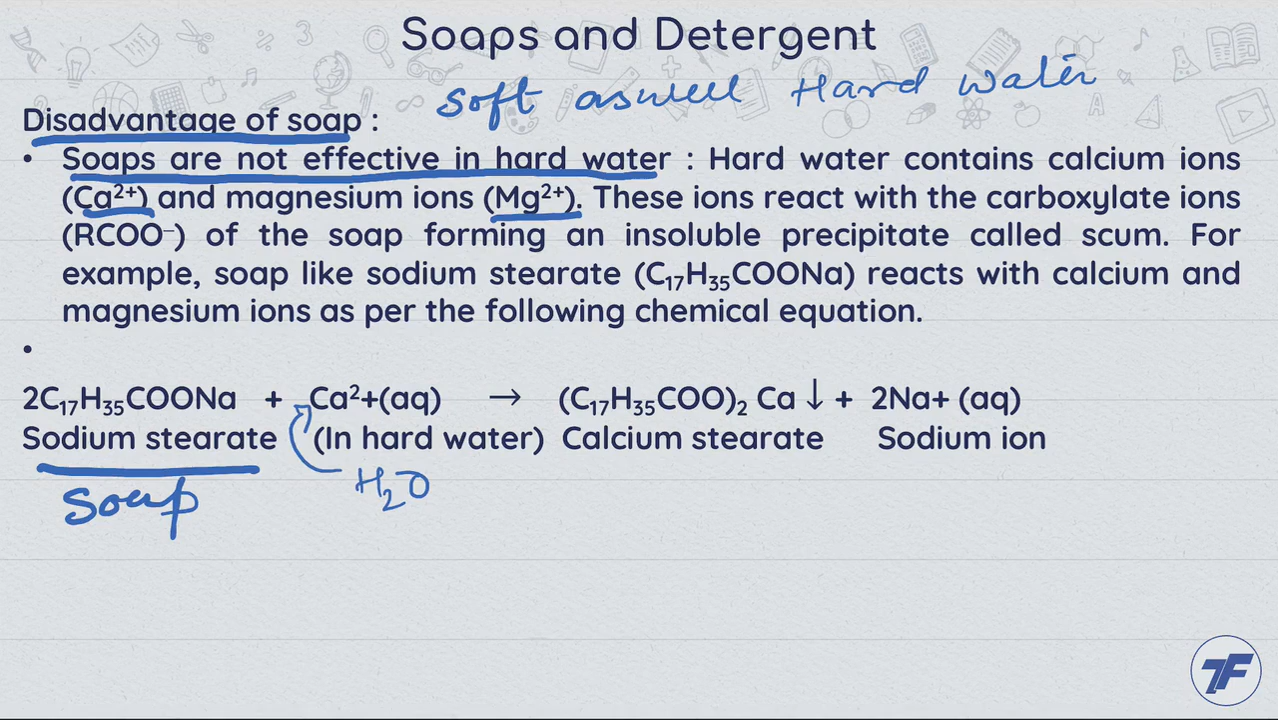 Soaps and Detergent
soft aswell Hard water
Disadvantage of soap :
• Soaps are not effective in hard water : Hard water contains calcium ions
(Ca²⁺) and magnesium ions (Mg²⁺). These ions react with the carboxylate ions
(RCOO⁻) of the soap forming an insoluble precipitate called scum. For
example, soap like sodium stearate (C₁₇H₃₅COONa) reacts with calcium and
magnesium ions as per the following chemical equation.
•
2C₁₇H₃₅COONa + Ca²+(aq) → (C₁₇H₃₅COO)₂ Ca ↓ + 2Na+ (aq)
Sodium stearate (In hard water) Calcium stearate Sodium ion
Soap H₂O
TF